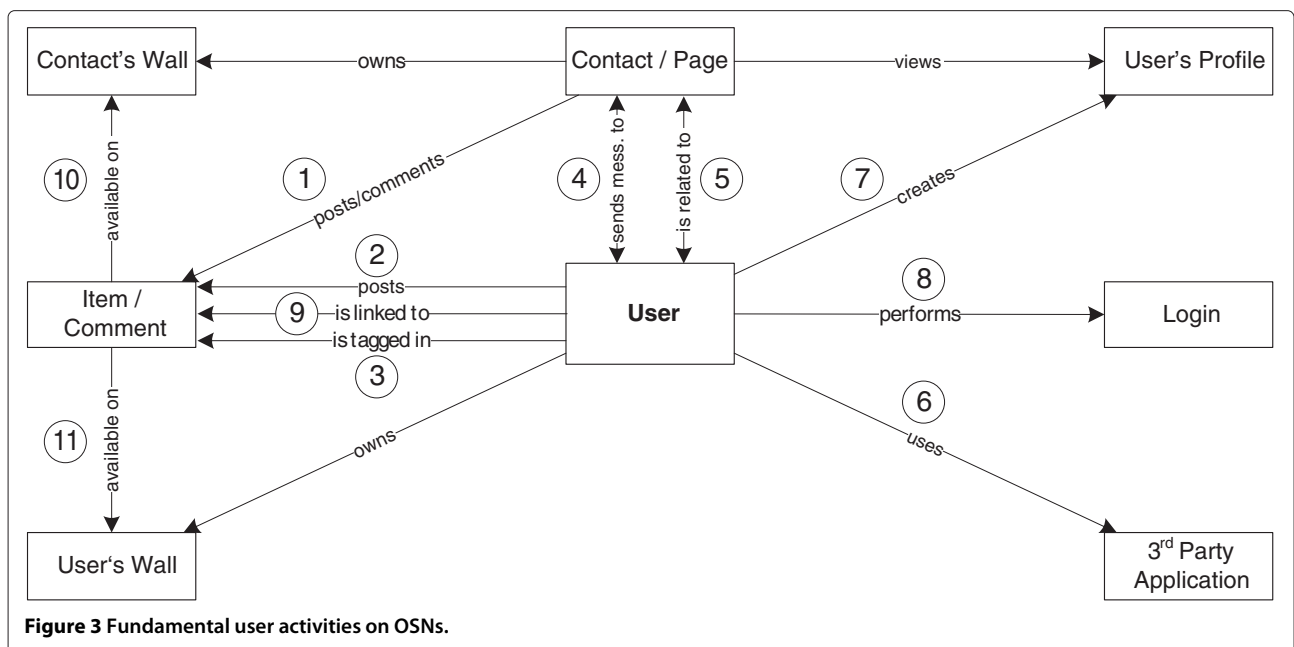 Contact's Wall
owns
Contact / Page
views
User's Profile
10
available on
1
posts/comments
4
sends mess. to
is related to
5
7
creates
2
posts
Item /
Comment
9
is linked to
is tagged in
3
User
8
performs
Login
11
available on
owns
6
uses
User‘s Wall
3rd Party
Application
Figure 3 Fundamental user activities on OSNs.